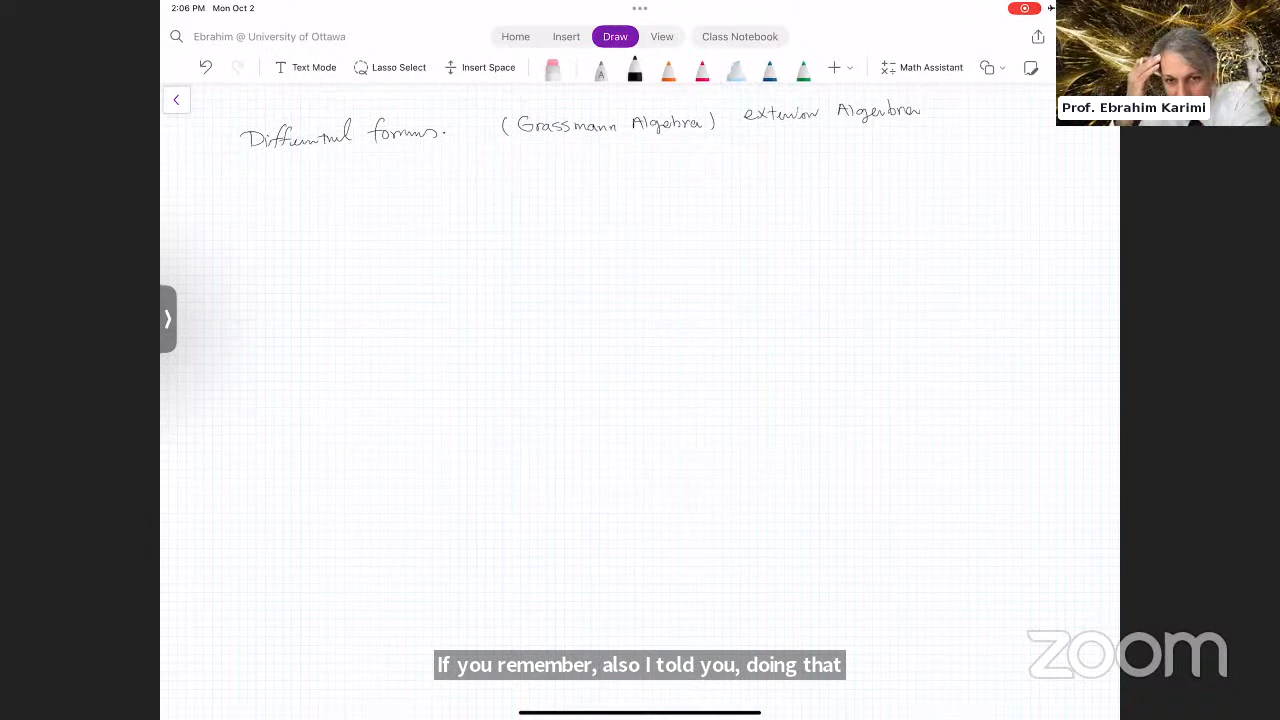 2:06 PM Mon Oct 2
Ebrahim @ University of Ottawa
Home Insert Draw View Class Notebook
Text Mode Lasso Select Insert Space A Math Assistant
Prof. Ebrahim Karimi
Differential Forms. (Grassmann Algebra) exterior Algebra
If you remember, also I told you, doing that
zoom